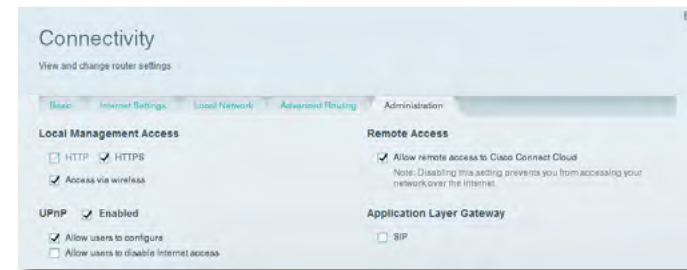 Connectivity
View and change router settings
Basic Internet Settings Local Network Advanced Routing Administration
Local Management Access
HTTP HTTPS
Access via wireless
UPnP Enabled
Allow users to configure
Allow users to disable Internet access
Remote Access
Allow remote access to Cisco Connect Cloud
Note: Disabling this setting prevents you from accessing your
network over the Internet.
Application Layer Gateway
SIP